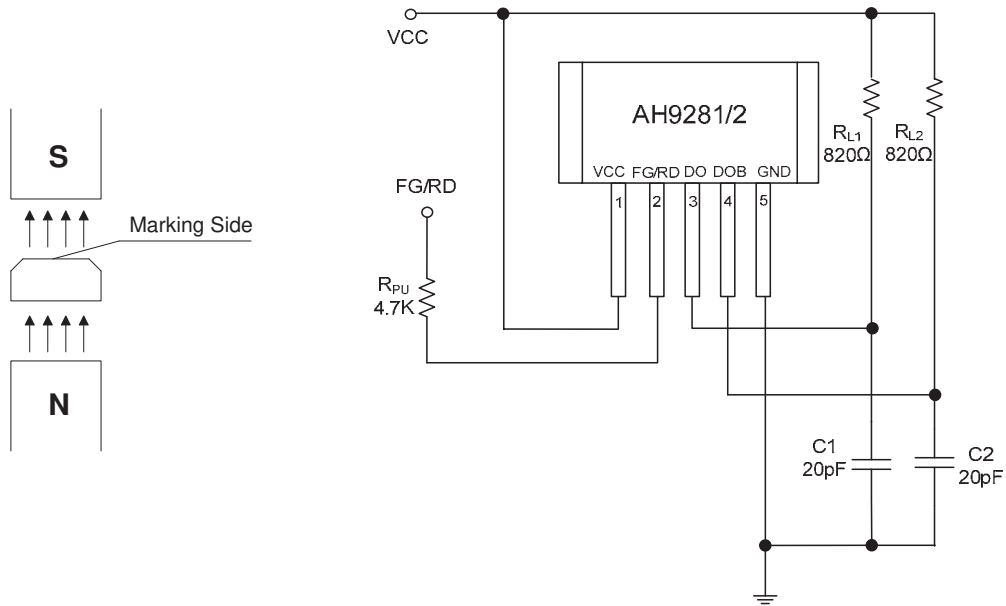 S
Marking Side
N
VCC
AH9281/2
VCC FG/RD DO DOB GND
1 2 3 4 5
FG/RD
RPU
4.7K
RL1
820Ω
RL2
820Ω
C1
20pF
C2
20pF